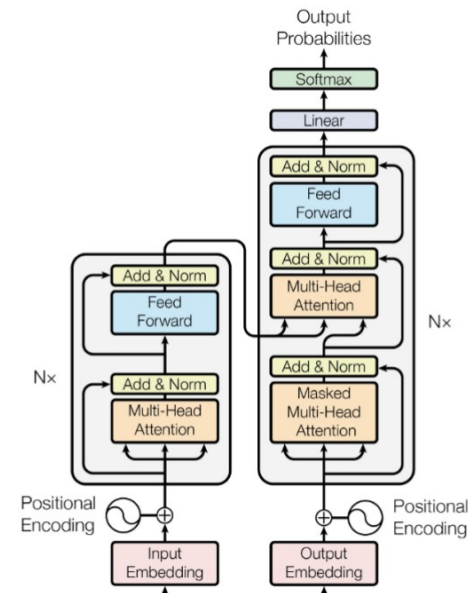 Output
Probabilities
Softmax
Linear
Add & Norm
Feed
Forward
Add & Norm
Multi-Head
Attention
Add & Norm
Masked
Multi-Head
Attention
N×
Add & Norm
Feed
Forward
Add & Norm
Multi-Head
Attention
N×
Positional
Encoding
Positional
Encoding
Input
Embedding
Output
Embedding